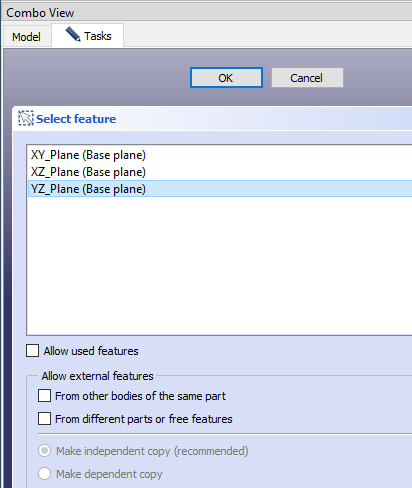 Combo View
Model Tasks
OK Cancel
Select feature
XY_Plane (Base plane)
XZ_Plane (Base plane)
YZ_Plane (Base plane)
Allow used features
Allow external features
From other bodies of the same part
From different parts or free features
Make independent copy (recommended)
Make dependent copy